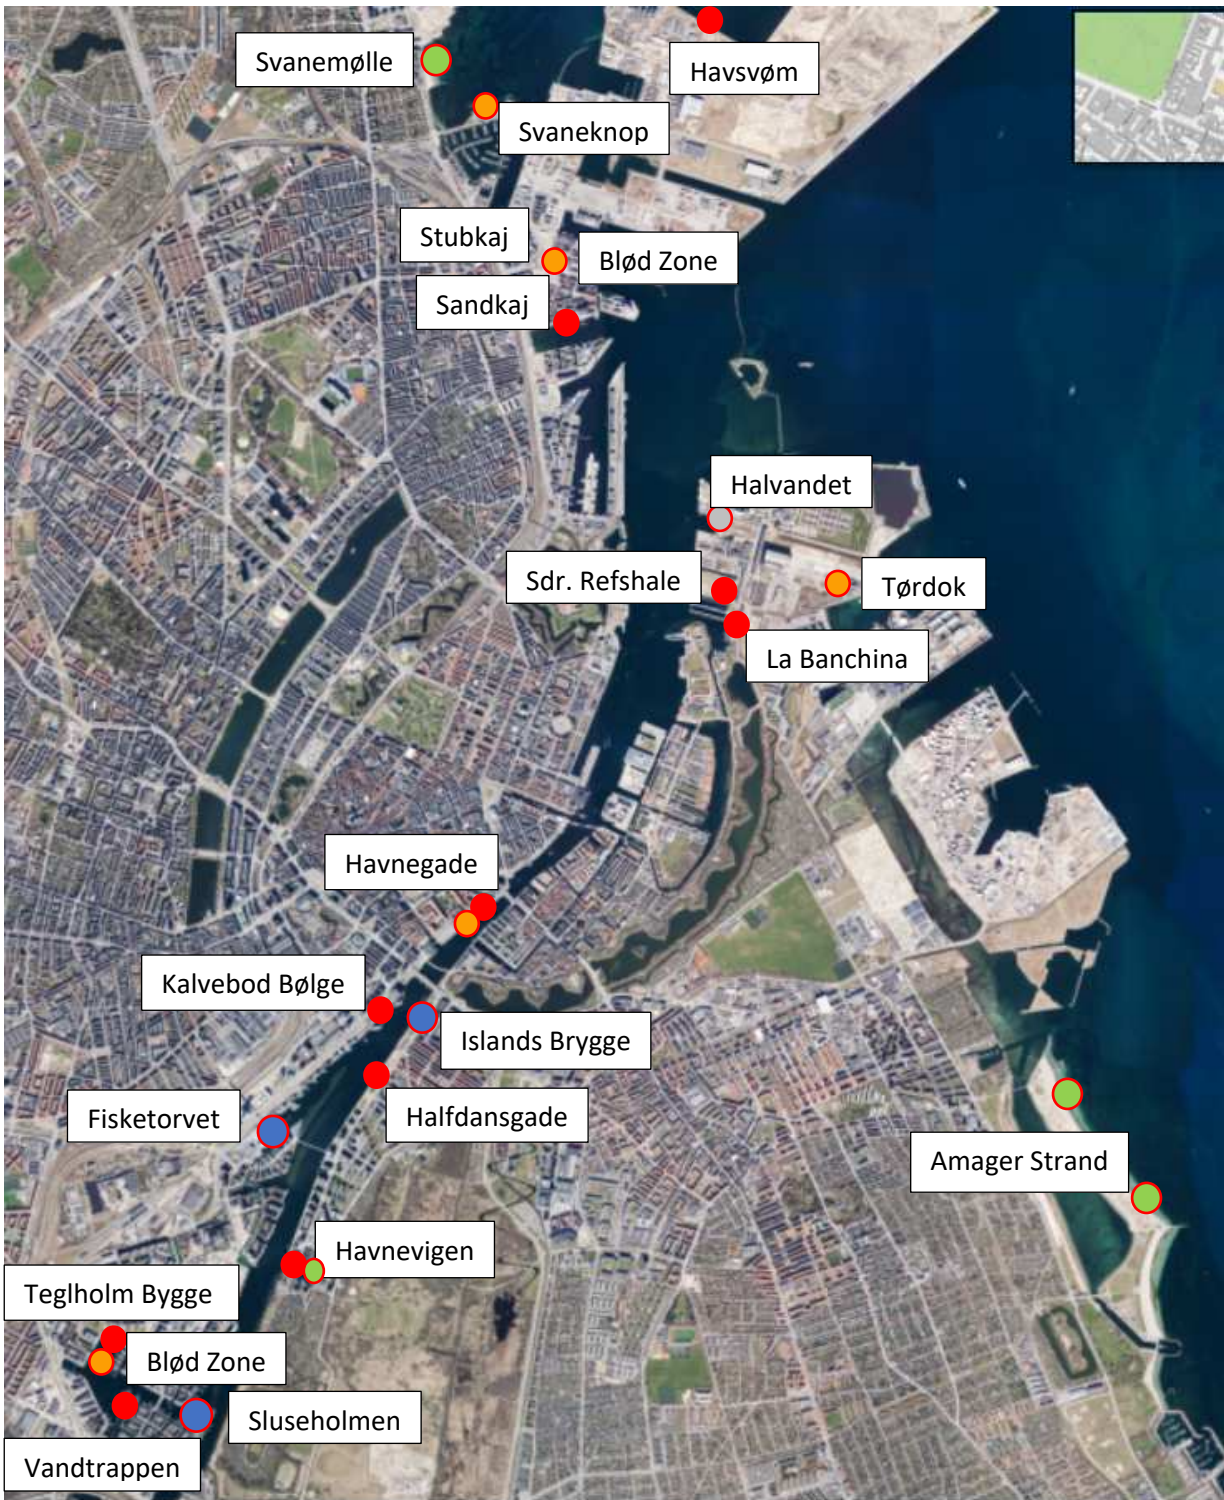 Svanemølle
Havsvøm
Svaneknop
Stubkaj
Blød Zone
Sandkaj
Halvandet
Sdr. Refshale
Tørdok
La Banchina
Havnegade
Kalvebod Bølge
Islands Brygge
Halfdansgade
Fisketorvet
Amager Strand
Havnevigen
Teglholm Bygge
Blød Zone
Sluseholmen
Vandtrappen